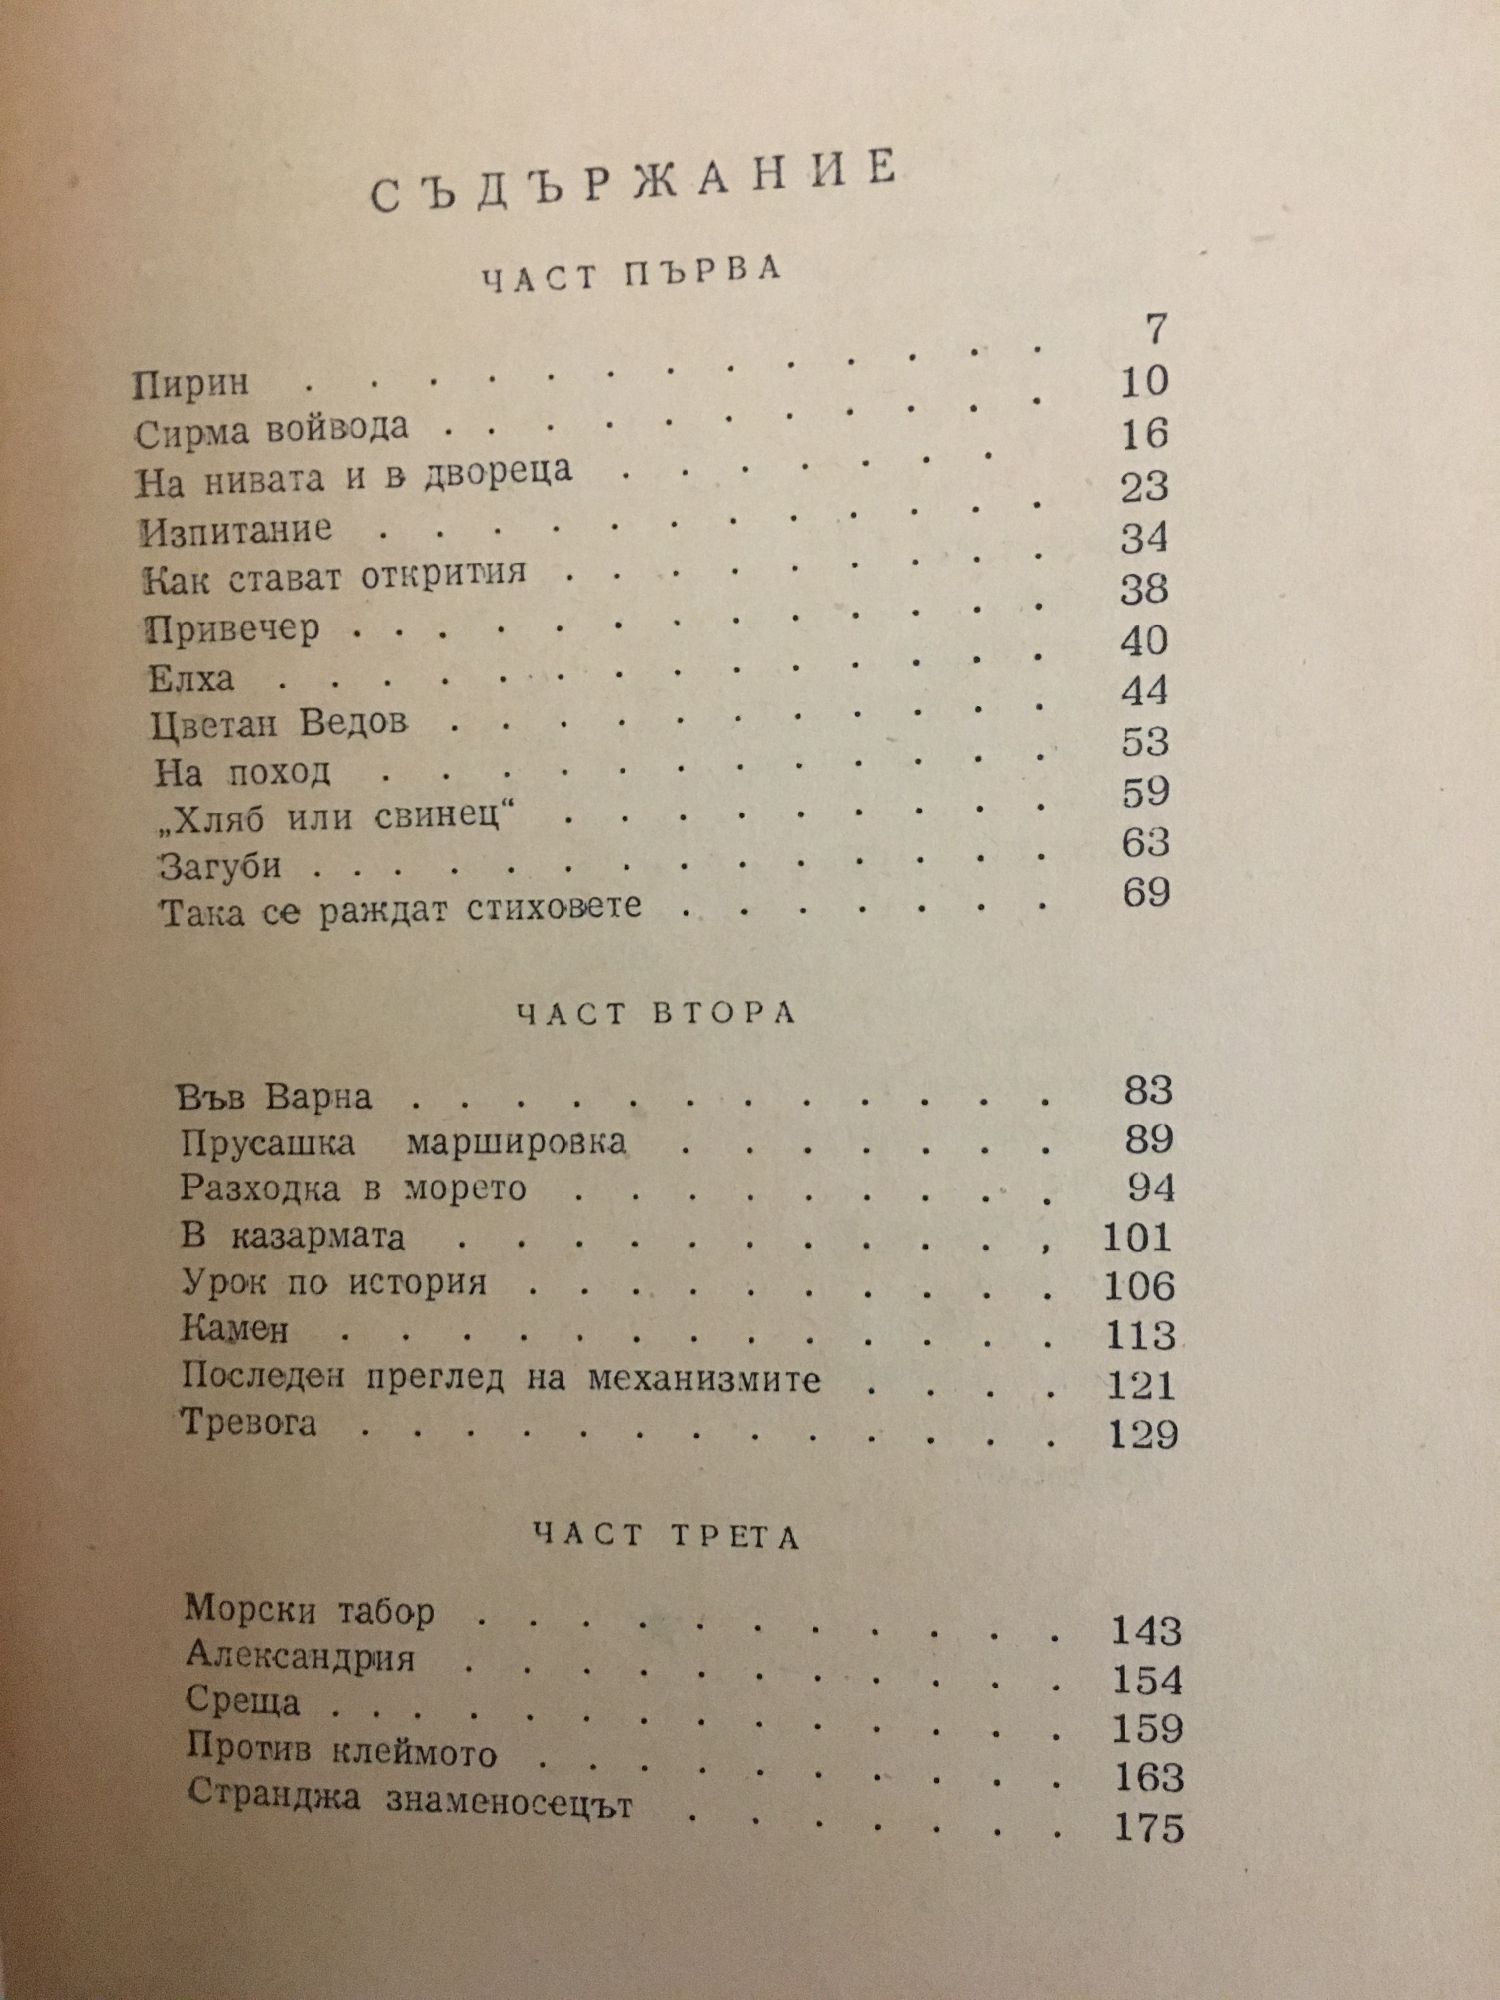 СЪДЪРЖАНИЕ
ЧАСТ ПЪРВА
Пирин . . . . . . . . . . . . . 7
Сирма войвода . . . . . . . . . . . 10
На нивата и в двореца . . . . . . . 16
Изпитание . . . . . . . . . . . . 23
Как стават открития . . . . . . . . . 34
Привечер . . . . . . . . . . . . . 38
Елха . . . . . . . . . . . . . . 40
Цветан Ведов . . . . . . . . . . . 44
На поход . . . . . . . . . . . . 53
„Хляб или свинец“ . . . . . . . . . 59
Загуби . . . . . . . . . . . . . . 63
Така се раждат стиховете . . . . . . . 69
ЧАСТ ВТОРА
Във Варна . . . . . . . . . . . . 83
Прусашка маршировка . . . . . . . 89
Разходка в морето . . . . . . . . . 94
В казармата . . . . . . . . . . , 101
Урок по история . . . . . . . . . . 106
Камен . . . . . . . . . . . . . 113
Последен преглед на механизмите . . . . 121
Тревога . . . . . . . . . . . . . 129
ЧАСТ ТРЕТА
Морски табор . . . . . . . . . . . 143
Александрия . . . . . . . . . . . 154
Среща . . . . . . . . . . . . . . 159
Против клеймото . . . . . . . . . . 163
Странджа знаменосецът . . . . . . . 175